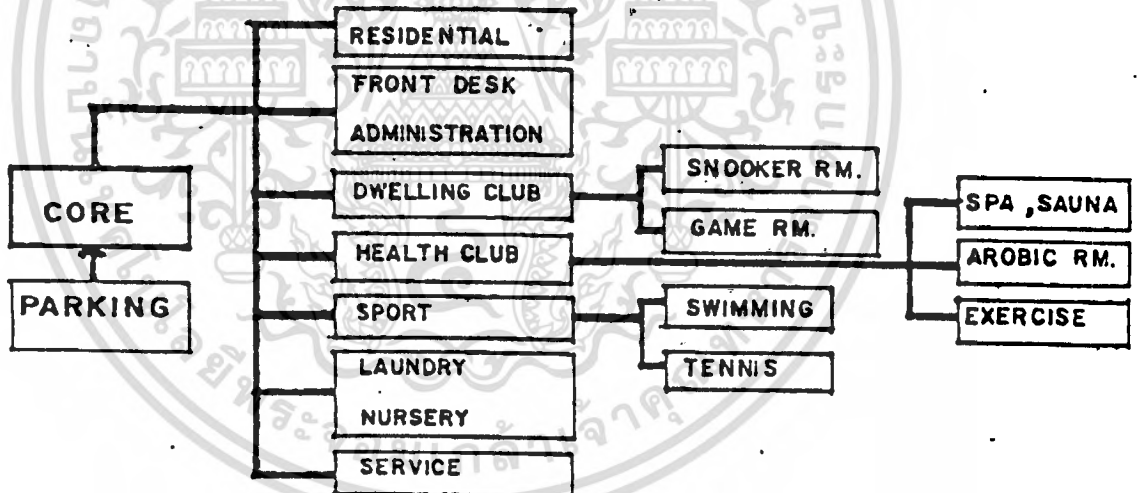 RESIDENTIAL
FRONT DESK
ADMINISTRATION
DWELLING CLUB
HEALTH CLUB
SPORT
LAUNDRY
NURSERY
SERVICE
CORE
PARKING
SNOOKER RM.
GAME RM.
SWIMMING
TENNIS
SPA ,SAUNA
AROBIC RM.
EXERCISE